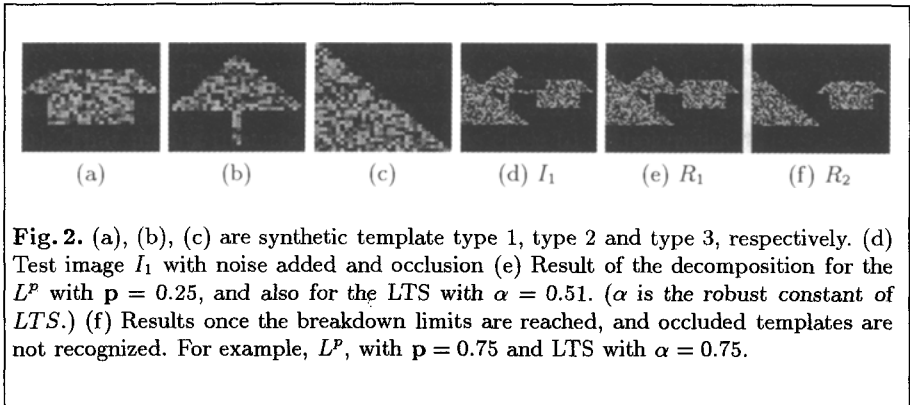 (a) (b) (c) (d) I₁ (e) R₁ (f) R₂
Fig. 2. (a), (b), (c) are synthetic template type 1, type 2 and type 3, respectively. (d)
Test image I₁ with noise added and occlusion (e) Result of the decomposition for the
Lᵖ with p = 0.25, and also for the LTS with α = 0.51. (α is the robust constant of
LTS.) (f) Results once the breakdown limits are reached, and occluded templates are
not recognized. For example, Lᵖ, with p = 0.75 and LTS with α = 0.75.